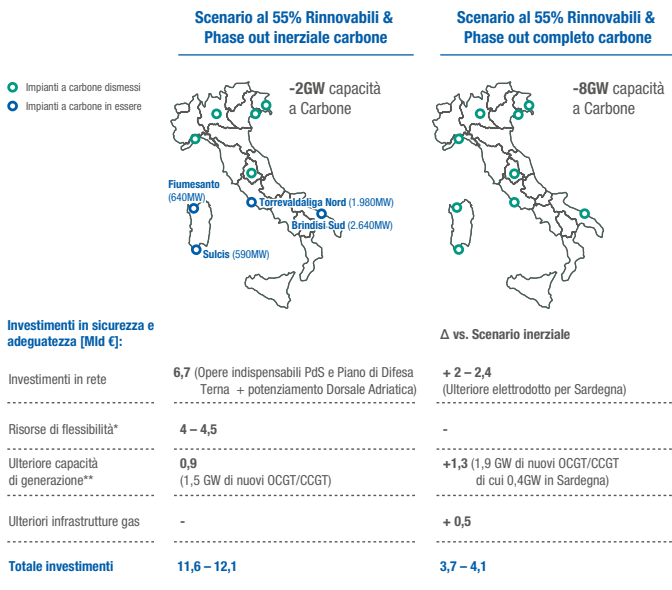 Scenario al 55% Rinnovabili &
Phase out inerziale carbone
Scenario al 55% Rinnovabili &
Phase out completo carbone
Impianti a carbone dismessi
Impianti a carbone in essere
-2GW capacità
a Carbone
-8GW capacità
a Carbone
Fiumesanto
(640MW)
Torrevaldaliga Nord (1.980MW)
Brindisi Sud (2.640MW)
Sulcis (590MW)
Investimenti in sicurezza e
adeguatezza [Mld €]:
Δ vs. Scenario inerziale
Investimenti in rete
6,7 (Opere indispensabili PdS e Piano di Difesa
Terna + potenziamento Dorsale Adriatica)
+ 2 – 2,4
(Ulteriore elettrodotto per Sardegna)
Risorse di flessibilità*
4 – 4,5
-
Ulteriore capacità
di generazione**
0,9
(1,5 GW di nuovi OCGT/CCGT)
+1,3 (1,9 GW di nuovi OCGT/CCGT
di cui 0,4GW in Sardegna)
Ulteriori infrastrutture gas
-
+ 0,5
Totale investimenti
11,6 – 12,1
3,7 – 4,1